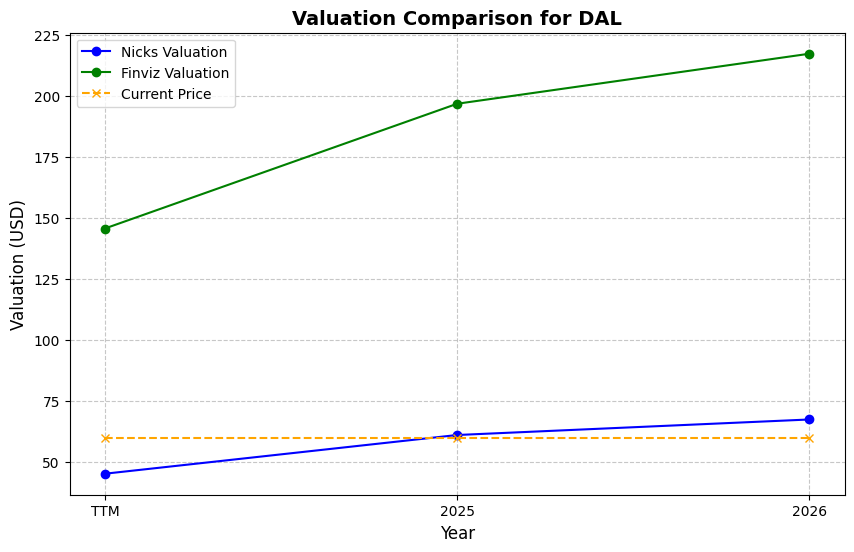 Valuation Comparison for DAL
Nicks Valuation
Finviz Valuation
Current Price
225
200
175
150
125
100
75
50
Valuation (USD)
TTM
2025
2026
Year